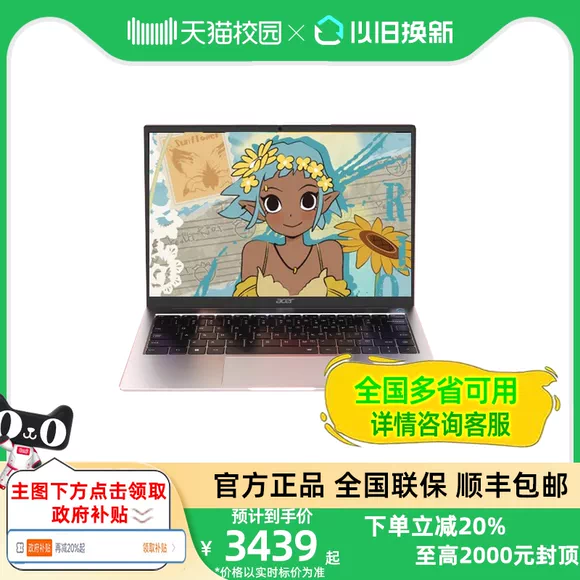 天猫校园 × 以旧换新
Sunflower
R
I
O
acer
全国多省可用
详情咨询客服
主图下方点击领取
政府补贴
政府补贴 再减20%起 领取补贴 >
官方正品 全国联保 顺丰包邮
预计到手价
¥ 3439 起
*价格以实时标价为准
下单立减20%
至高2000元封顶